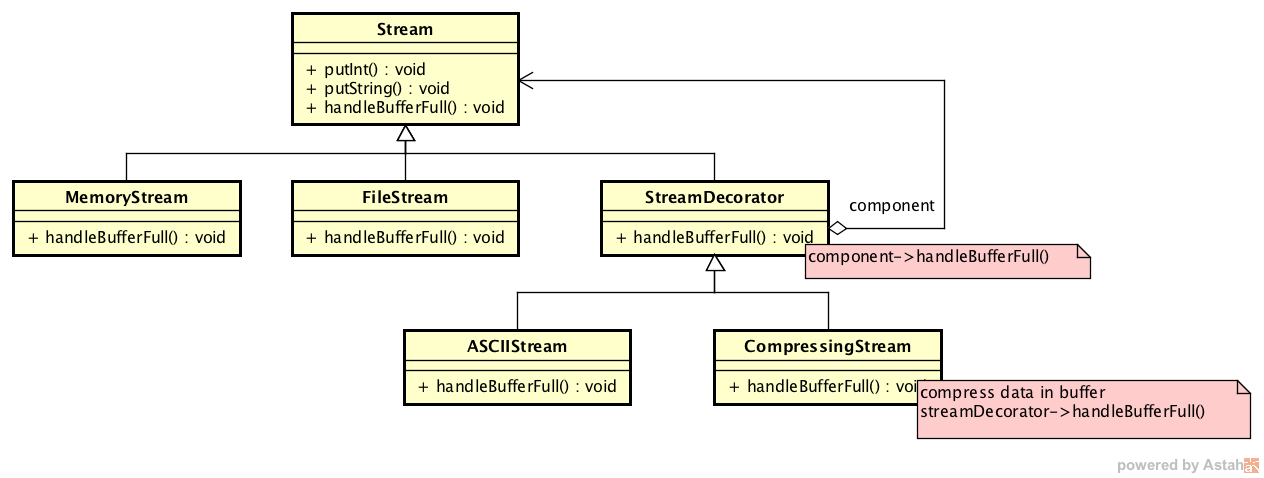 Stream
+ putInt() : void
+ putString() : void
+ handleBufferFull() : void
MemoryStream
+ handleBufferFull() : void
FileStream
+ handleBufferFull() : void
StreamDecorator
+ handleBufferFull() : void
component
component->handleBufferFull()
ASCIIStream
+ handleBufferFull() : void
CompressingStream
+ handleBufferFull() : void
compress data in buffer
streamDecorator->handleBufferFull()
powered by Astah